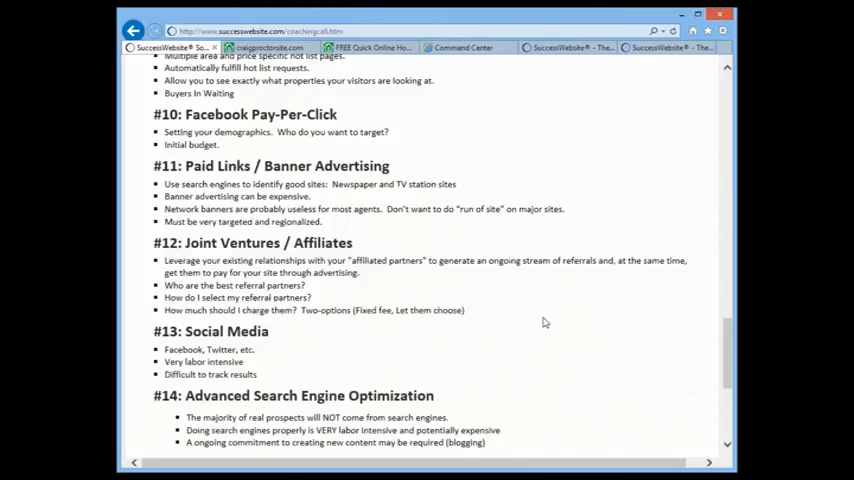 http://www.successwebsite.com/coachingcall.htm
SuccessWebsite® So... craigproctorsite.com FREE Quick Online Ho... Command Center SuccessWebsite® - The... SuccessWebsite® - The...
Multiple area and price specific hot list pages.
Automatically fulfill hot list requests.
Allow you to see exactly what properties your visitors are looking at.
Buyers In Waiting
#10: Facebook Pay-Per-Click
Setting your demographics. Who do you want to target?
Initial budget.
#11: Paid Links / Banner Advertising
Use search engines to identify good sites: Newspaper and TV station sites
Banner advertising can be expensive.
Network banners are probably useless for most agents. Don't want to do "run of site" on major sites.
Must be very targeted and regionalized.
#12: Joint Ventures / Affiliates
Leverage your existing relationships with your "affiliated partners" to generate an ongoing stream of referrals and, at the same time,
get them to pay for your site through advertising.
Who are the best referral partners?
How do I select my referral partners?
How much should I charge them? Two-options (Fixed fee, Let them choose)
#13: Social Media
Facebook, Twitter, etc.
Very labor intensive
Difficult to track results
#14: Advanced Search Engine Optimization
The majority of real prospects will NOT come from search engines.
Doing search engines properly is VERY labor intensive and potentially expensive
A ongoing commitment to creating new content may be required (blogging)